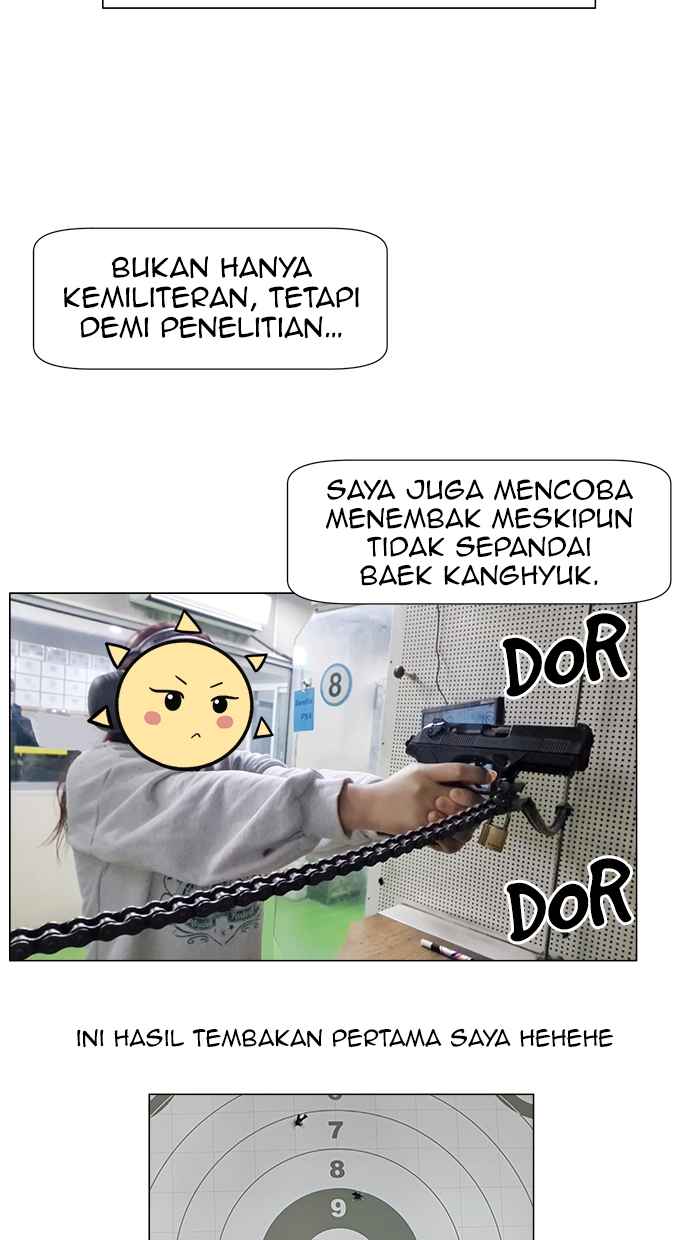 BUKAN HANYA
KEMILITERAN, TETAPI
DEMI PENELITIAN...
SAYA JUGA MENCOBA
MENEMBAK MESKIPUN
TIDAK SEPANDAI
BAEK KANGHYUK.
DOR
8
DOR
INI HASIL TEMBAKAN PERTAMA SAYA HEHEHE
7
8
9